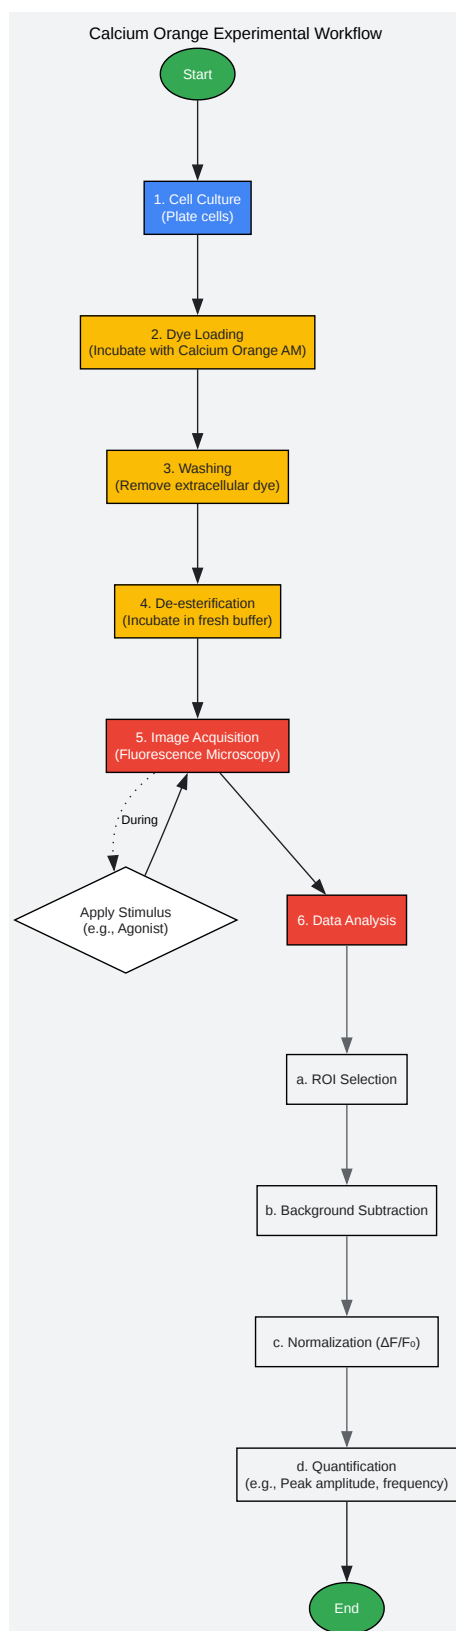 Calcium Orange Experimental Workflow
Start
1. Cell Culture
(Plate cells)
2. Dye Loading
(Incubate with Calcium Orange AM)
3. Washing
(Remove extracellular dye)
4. De-esterification
(Incubate in fresh buffer)
5. Image Acquisition
(Fluorescence Microscopy)
During
Apply Stimulus
(e.g., Agonist)
6. Data Analysis
a. ROI Selection
b. Background Subtraction
c. Normalization (ΔF/F₀)
d. Quantification
(e.g., Peak amplitude, frequency)
End